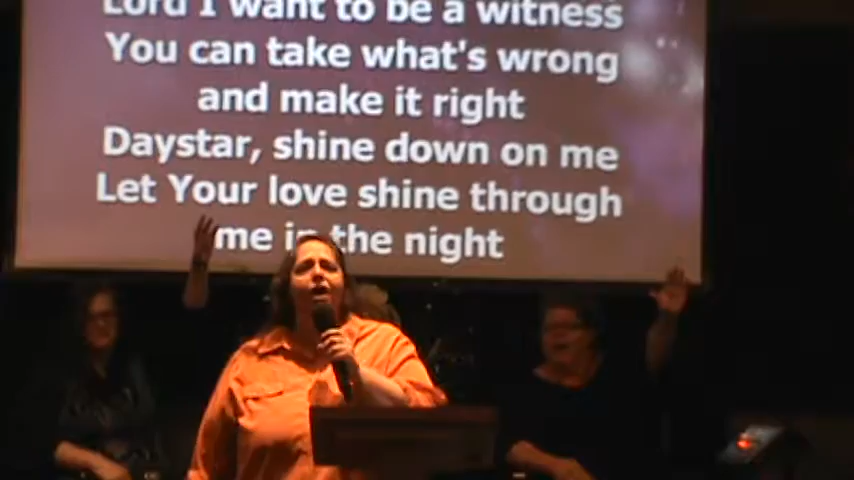 Lord I want to be a witness
You can take what's wrong
and make it right
Daystar, shine down on me
Let Your love shine through
me in the night